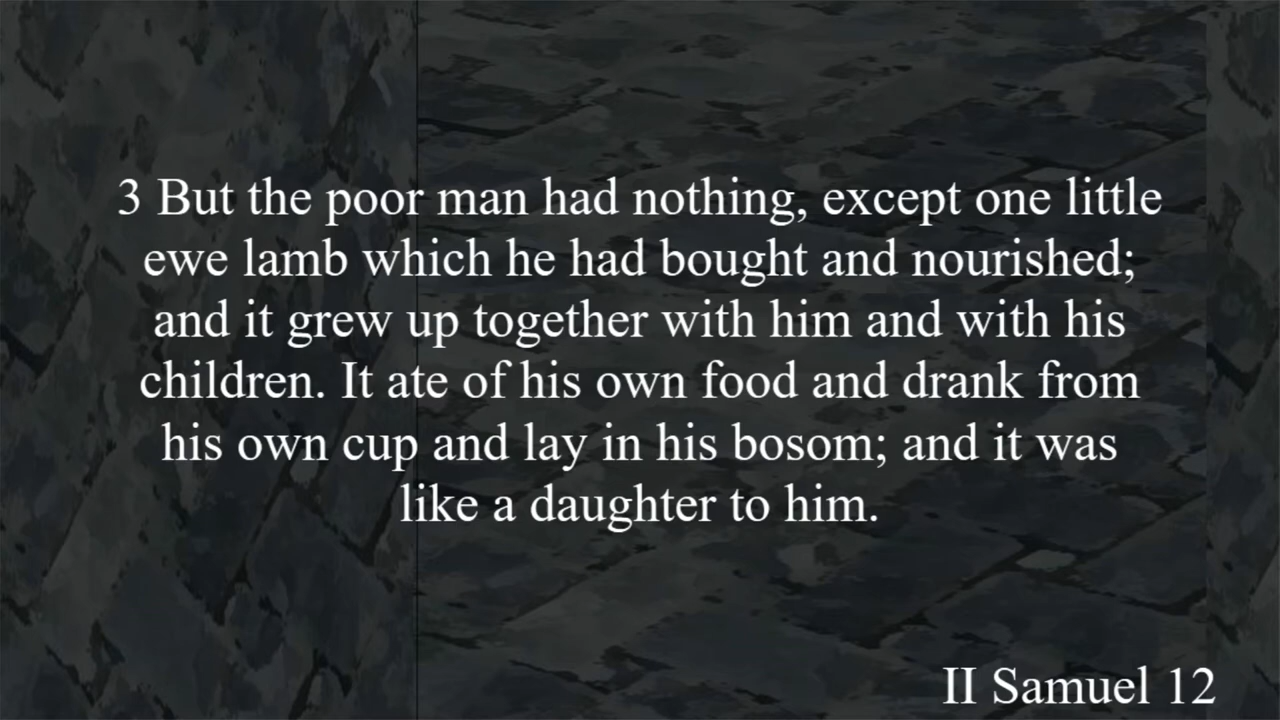 3 But the poor man had nothing, except one little
ewe lamb which he had bought and nourished;
and it grew up together with him and with his
children. It ate of his own food and drank from
his own cup and lay in his bosom; and it was
like a daughter to him.
II Samuel 12